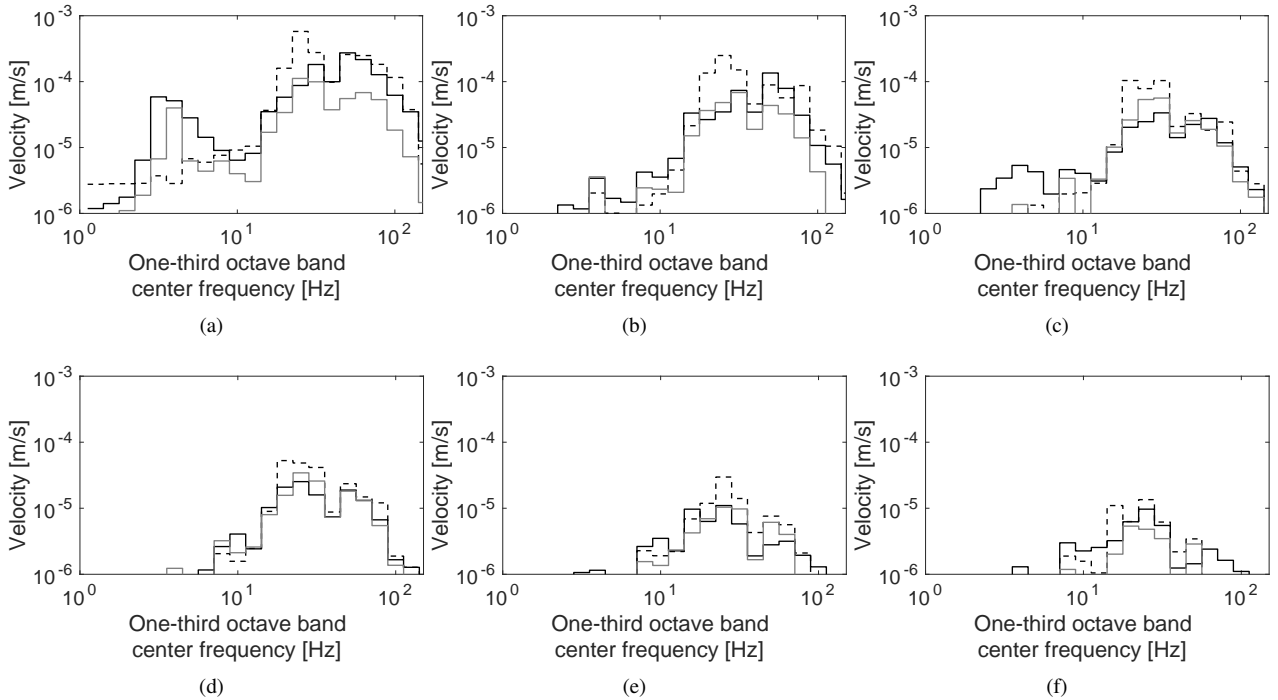 10^-3
10^-4
10^-5
10^-6
Velocity [m/s]
10^0 10^1 10^2
One-third octave band
center frequency [Hz]
(a)
10^-3
10^-4
10^-5
10^-6
Velocity [m/s]
10^0 10^1 10^2
One-third octave band
center frequency [Hz]
(b)
10^-3
10^-4
10^-5
10^-6
Velocity [m/s]
10^0 10^1 10^2
One-third octave band
center frequency [Hz]
(c)
10^-3
10^-4
10^-5
10^-6
Velocity [m/s]
10^0 10^1 10^2
One-third octave band
center frequency [Hz]
(d)
10^-3
10^-4
10^-5
10^-6
Velocity [m/s]
10^0 10^1 10^2
One-third octave band
center frequency [Hz]
(e)
10^-3
10^-4
10^-5
10^-6
Velocity [m/s]
10^0 10^1 10^2
One-third octave band
center frequency [Hz]
(f)